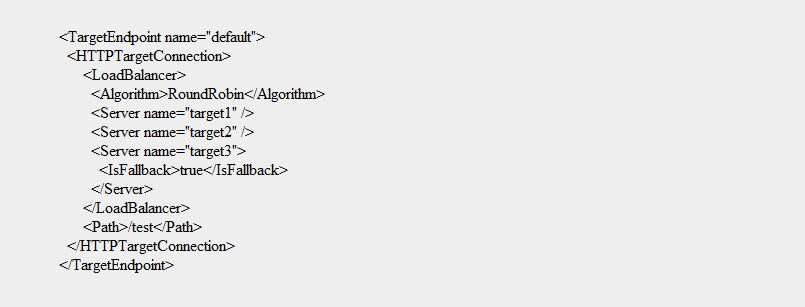 <TargetEndpoint name="default">
<HTTPTargetConnection>
<LoadBalancer>
<Algorithm>RoundRobin</Algorithm>
<Server name="target1" />
<Server name="target2" />
<Server name="target3">
<IsFallback>true</IsFallback>
</Server>
</LoadBalancer>
<Path>/test</Path>
</HTTPTargetConnection>
</TargetEndpoint>